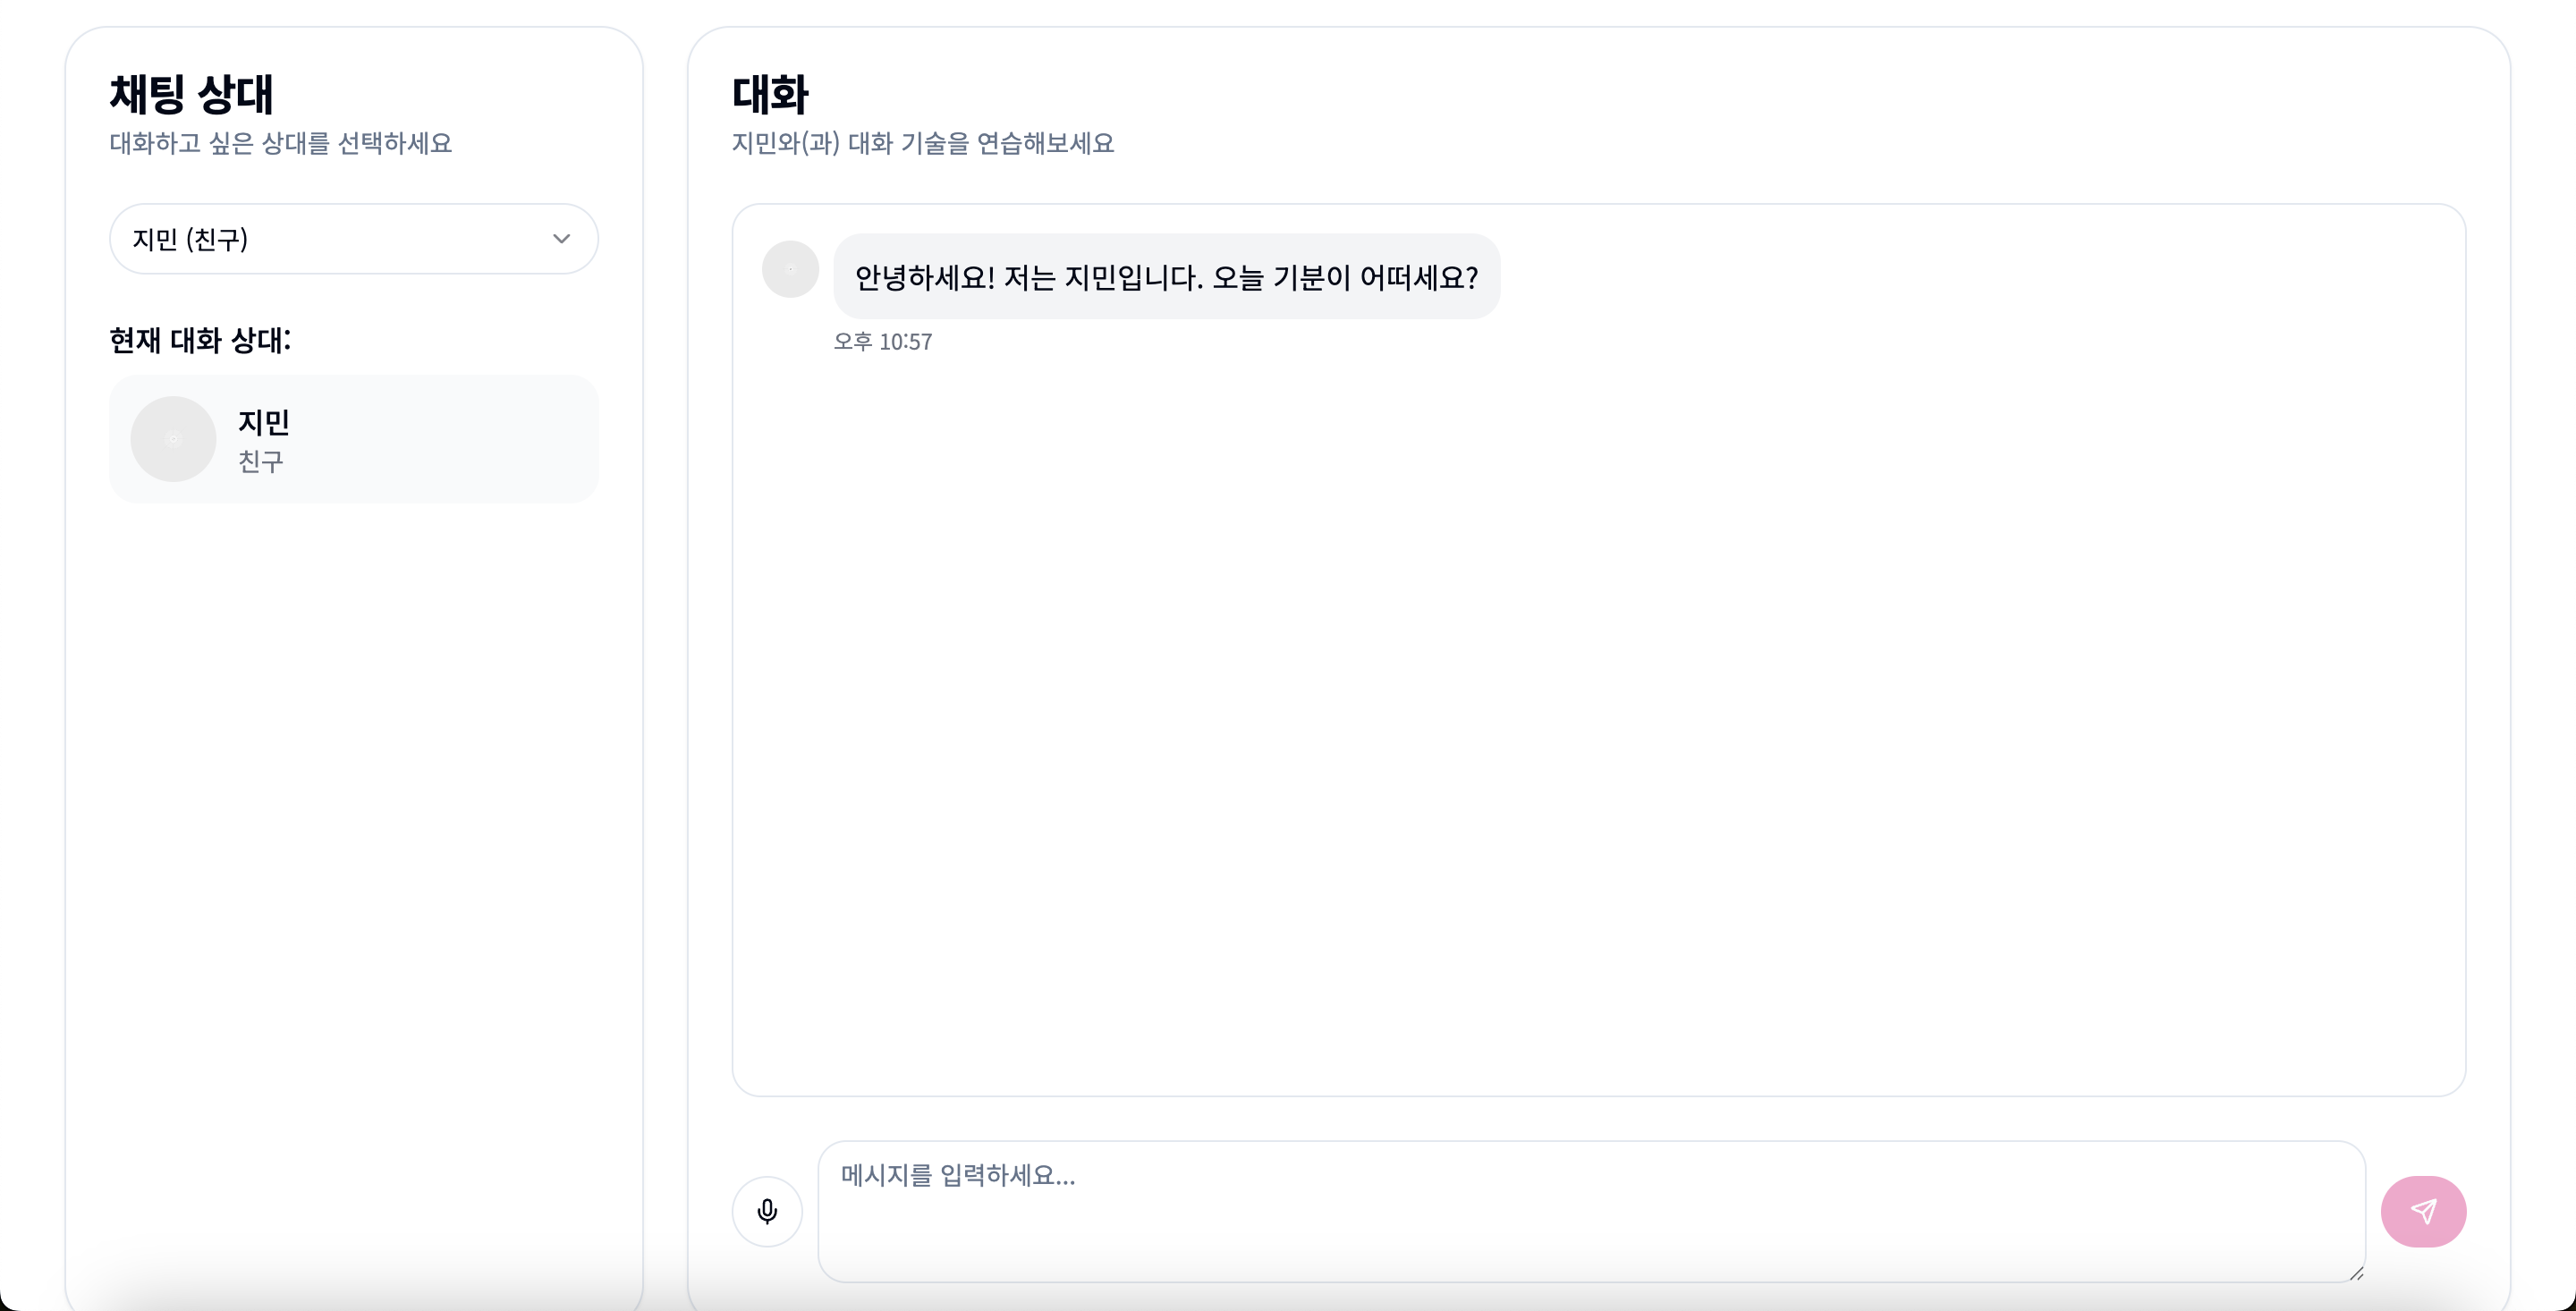 채팅 상대
대화하고 싶은 상대를 선택하세요
지민 (친구)
현재 대화 상대:
지민
친구
대화
지민와(과) 대화 기술을 연습해보세요
안녕하세요! 저는 지민입니다. 오늘 기분이 어떠세요?
오후 10:57
메시지를 입력하세요...